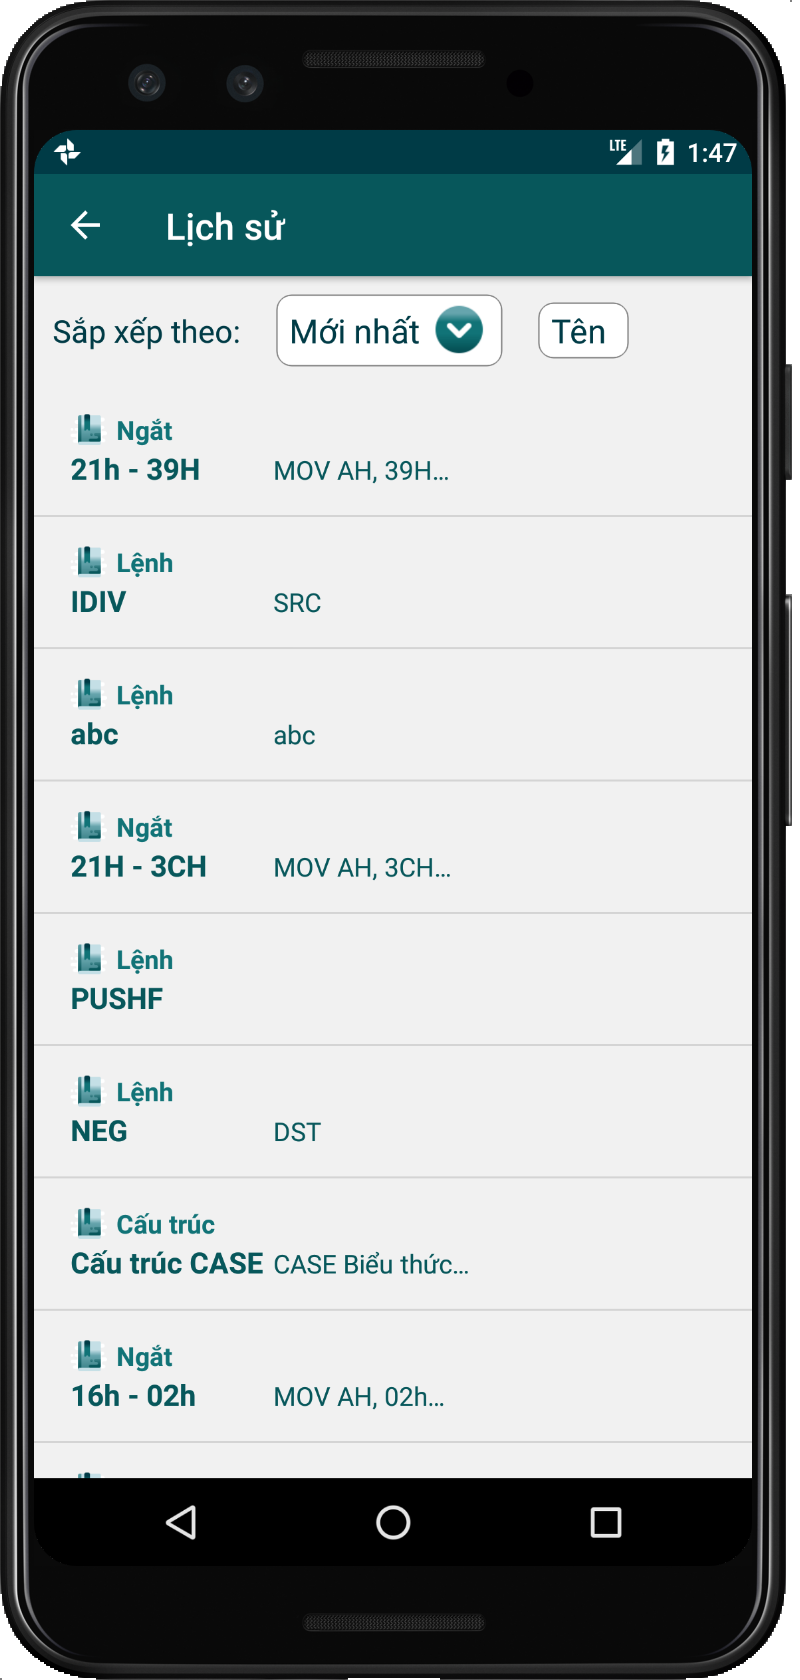 LTE 1:47
Lịch sử
Sắp xếp theo: Mới nhất Tên
Ngắt
21h - 39H MOV AH, 39H...
Lệnh
IDIV SRC
Lệnh
abc abc
Ngắt
21H - 3CH MOV AH, 3CH...
Lệnh
PUSHF
Lệnh
NEG DST
Cấu trúc
Cấu trúc CASE CASE Biểu thức...
Ngắt
16h - 02h MOV AH, 02h...